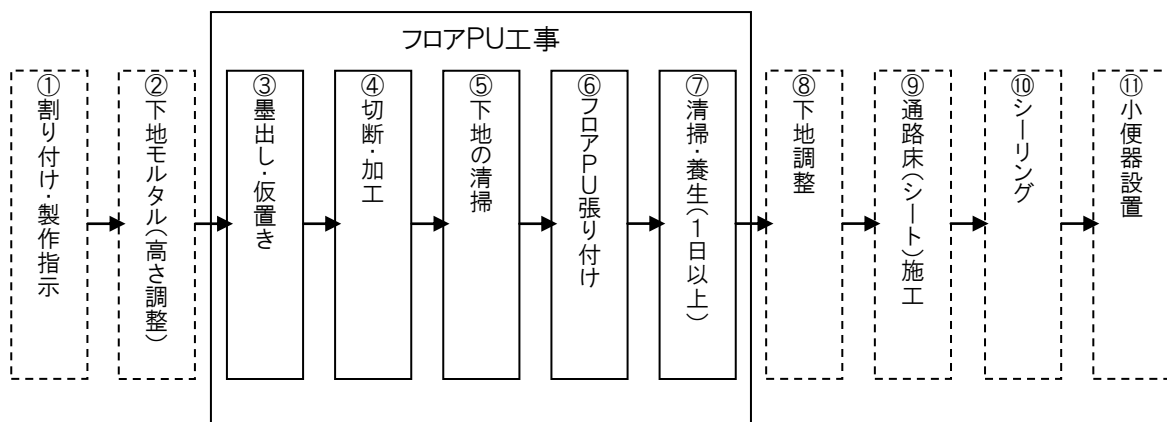 フロアPU工事
①割り付け・製作指示
②下地モルタル(高さ調整)
③墨出し・仮置き
④切断・加工
⑤下地の清掃
⑥フロアPU張り付け
⑦清掃・養生(1日以上)
⑧下地調整
⑨通路床(シート)施工
⑩シーリング
⑪小便器設置